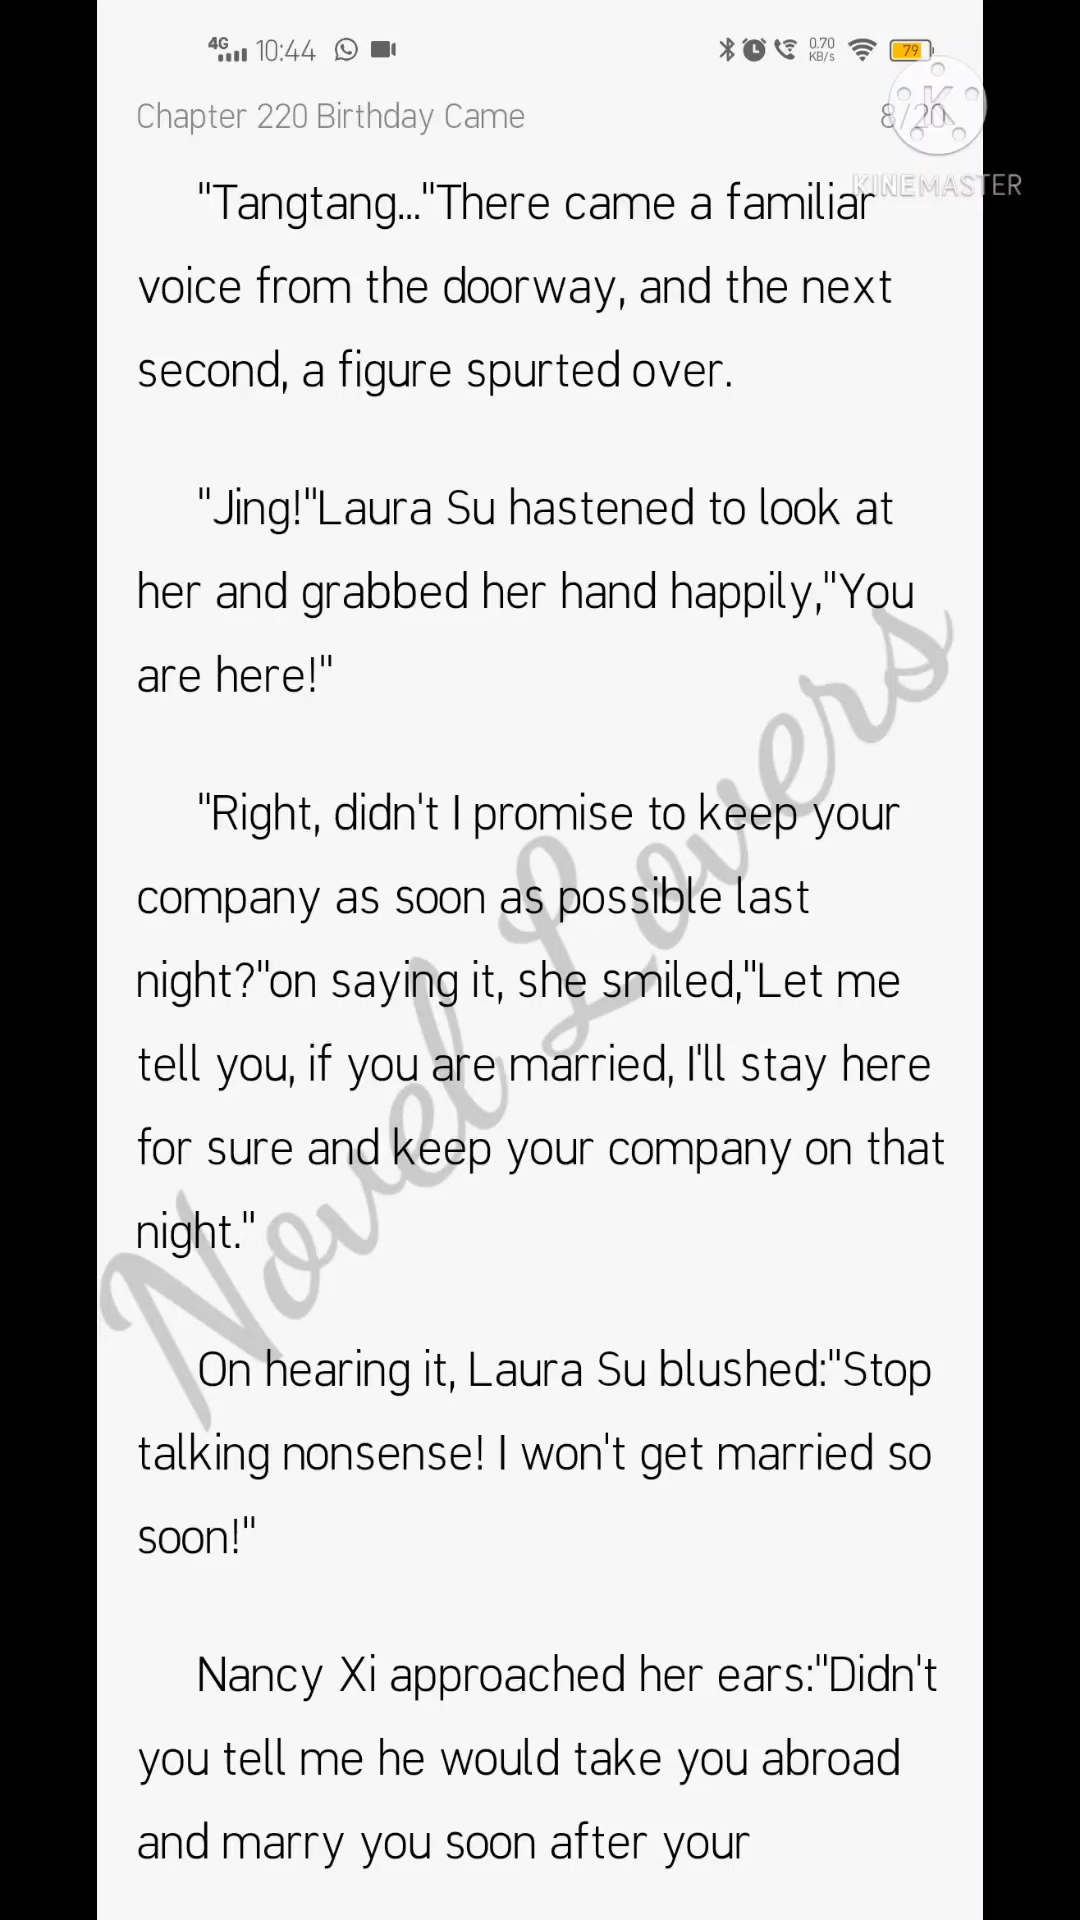 4G 10:44 0.70 KB/s 79
Chapter 220 Birthday Came 8/20
KINEMASTER
"Tangtang..."There came a familiar
voice from the doorway, and the next
second, a figure spurted over.
"Jing!"Laura Su hastened to look at
her and grabbed her hand happily,"You
are here!"
"Right, didn't I promise to keep your
company as soon as possible last
night?"on saying it, she smiled,"Let me
tell you, if you are married, I'll stay here
for sure and keep your company on that
night."
On hearing it, Laura Su blushed:"Stop
talking nonsense! I won't get married so
soon!"
Nancy Xi approached her ears:"Didn't
you tell me he would take you abroad
and marry you soon after your
Novel Lovers